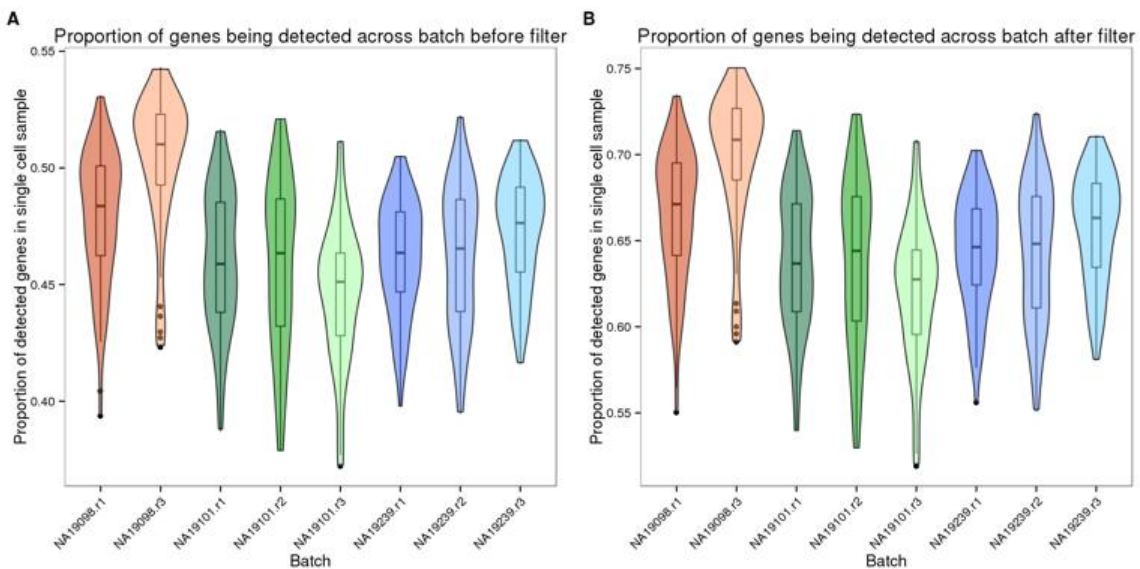 A
Proportion of genes being detected across batch before filter
Proportion of detected genes in single cell sample
0.55
0.50
0.45
0.40
NA19098.r1
NA19098.r3
NA19101.r1
NA19101.r2
NA19101.r3
NA19239.r1
NA19239.r2
NA19239.r3
Batch
B
Proportion of genes being detected across batch after filter
Proportion of detected genes in single cell sample
0.75
0.70
0.65
0.60
0.55
NA19098.r1
NA19098.r3
NA19101.r1
NA19101.r2
NA19101.r3
NA19239.r1
NA19239.r2
NA19239.r3
Batch